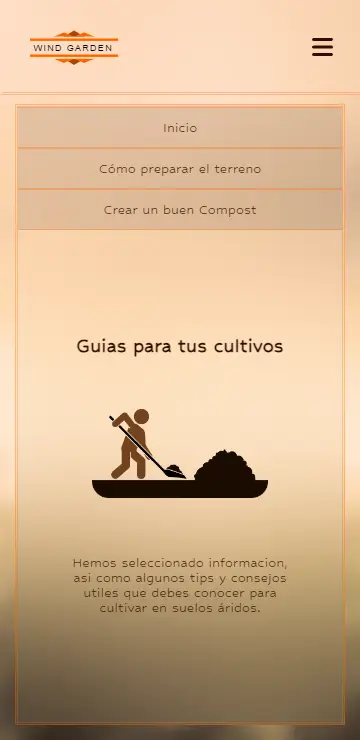 WIND GARDEN
Inicio
Cómo preparar el terreno
Crear un buen Compost
Guias para tus cultivos
Hemos seleccionado informacion,
asi como algunos tips y consejos
utiles que debes conocer para
cultivar en suelos áridos.